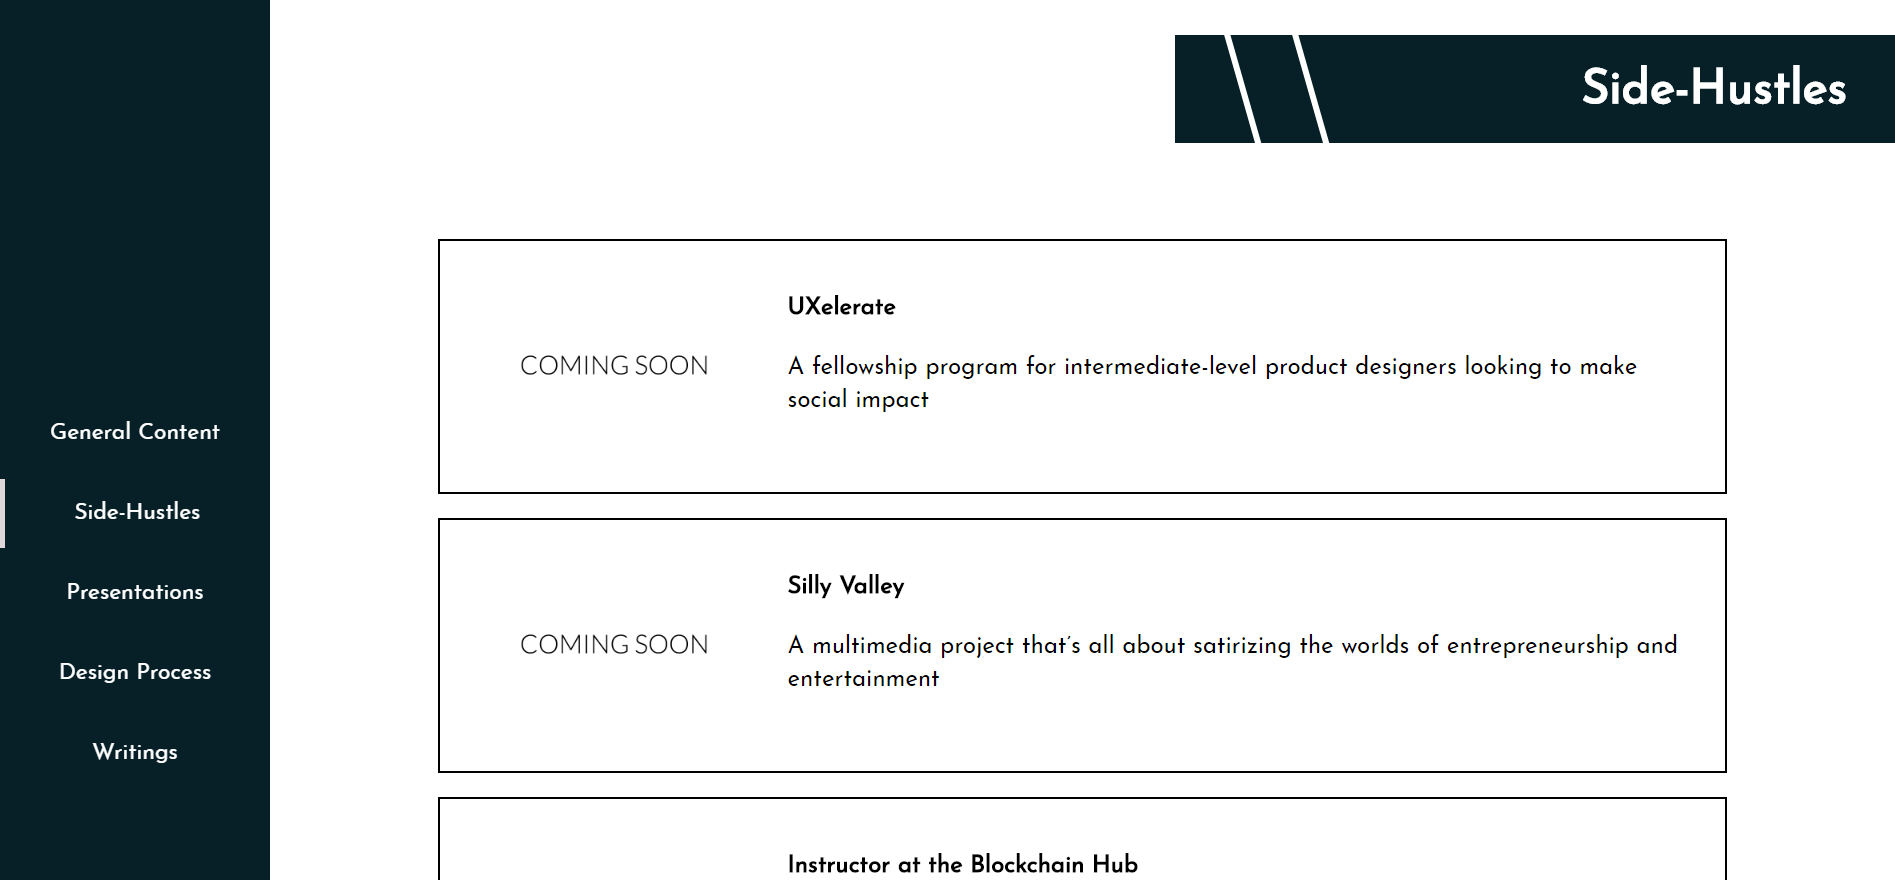 Side-Hustles
General Content
Side-Hustles
Presentations
Design Process
Writings
COMING SOON
UXelerate
A fellowship program for intermediate-level product designers looking to make
social impact
COMING SOON
Silly Valley
A multimedia project that's all about satirizing the worlds of entrepreneurship and
entertainment
Instructor at the Blockchain Hub